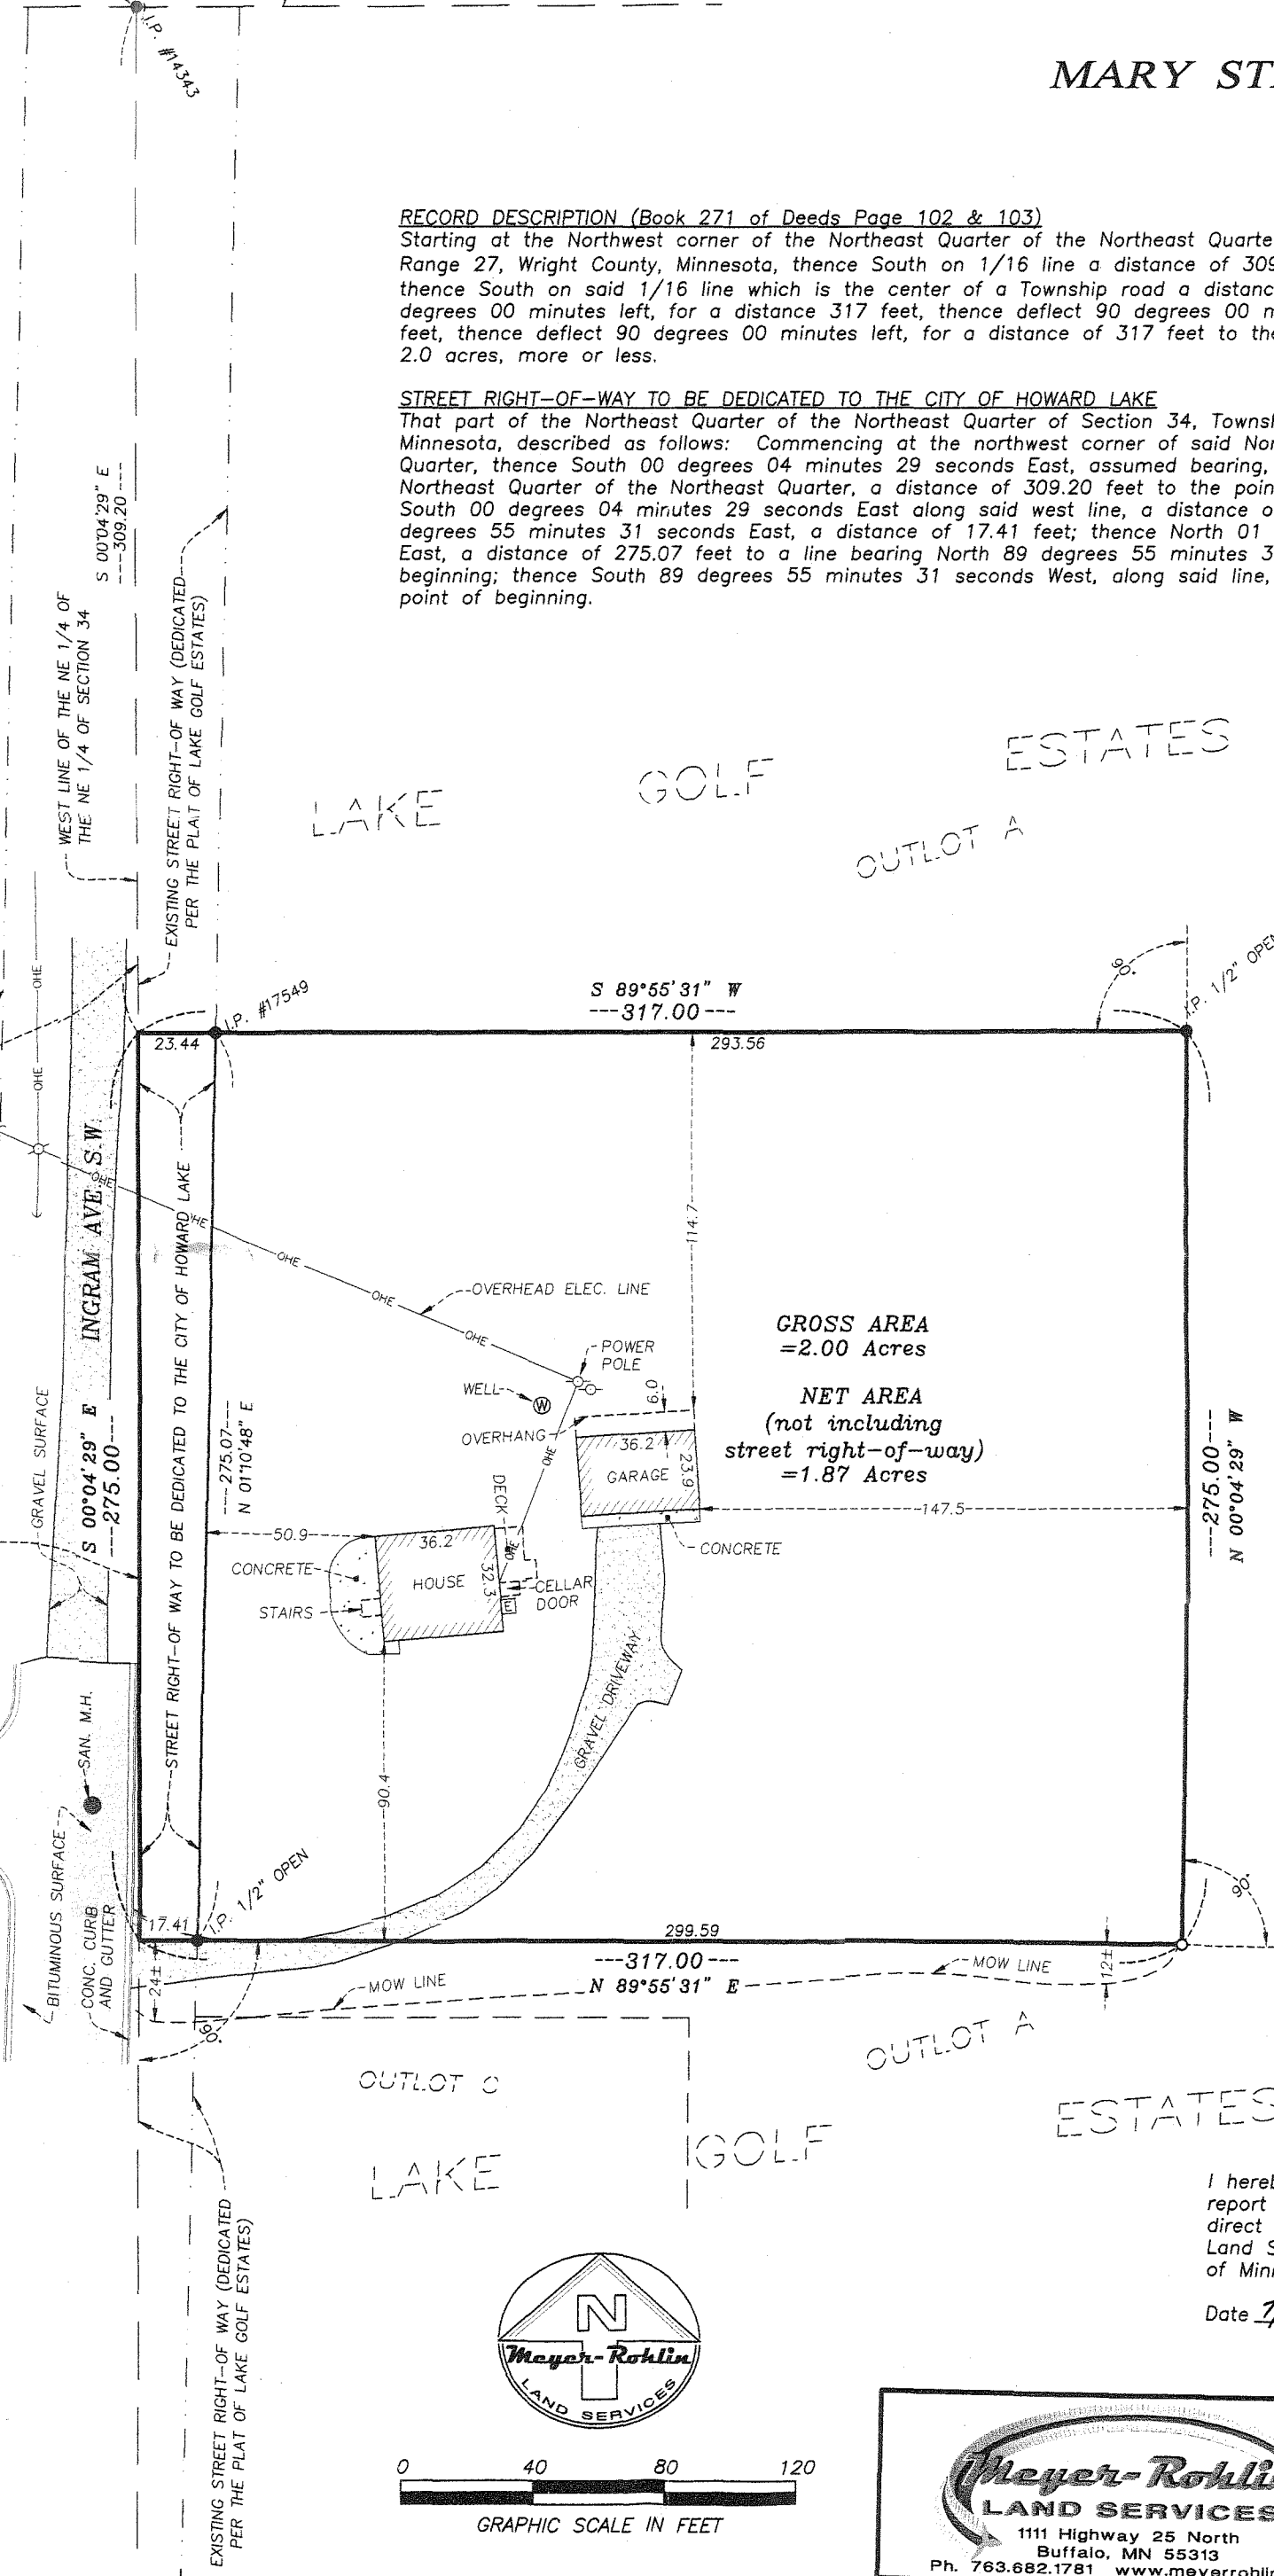 I.P. #14343
MARY
RECORD DESCRIPTION (Book 271 of Deeds Page 102 & 103)
Starting at the Northwest corner of the Northeast Quarter of the Northeast
Range 27, Wright County, Minnesota, thence South on 1/16 line a distance of
thence South on said 1/16 line which is the center of a Township road a
degrees 00 minutes left, for a distance 317 feet, thence deflect 90 degrees 00
feet, thence deflect 90 degrees 00 minutes left, for a distance of 317 feet to
2.0 acres, more or less.
STREET RIGHT-OF-WAY TO BE DEDICATED TO THE CITY OF HOWARD LAKE
That part of the Northeast Quarter of the Northeast Quarter of Section 34,
Minnesota, described as follows: Commencing at the northwest corner of said
Quarter, thence South 00 degrees 04 minutes 29 seconds East, assumed bearing,
Northeast Quarter of the Northeast Quarter, a distance of 309.20 feet to the
South 00 degrees 04 minutes 29 seconds East along said west line, a distance
degrees 55 minutes 31 seconds East, a distance of 17.41 feet; thence North 01
East, a distance of 275.07 feet to a line bearing North 89 degrees 55 minutes
beginning; thence South 89 degrees 55 minutes 31 seconds West, along said line,
point of beginning.
S 00°04'29" E
---309.20---
WEST LINE OF THE NE 1/4 OF
THE NE 1/4 OF SECTION 34
EXISTING STREET RIGHT-OF WAY (DEDICATED
PER THE PLAT OF LAKE GOLF ESTATES)
LAKE GOLF ESTATES
OUTLOT A
I.P. #17549
S 89°55'31" W
---317.00---
90°
I.P. 1/2" OPEN
23.44
293.56
OHE
OHE
INGRAM AVE. S.W.
OHE
OHE
OHE
OHE
OHE
OVERHEAD ELEC. LINE
114.7
STREET RIGHT-OF WAY TO BE DEDICATED TO THE CITY OF HOWARD LAKE
GROSS AREA
=2.00 Acres
NET AREA
(not including
street right-of-way)
=1.87 Acres
POWER
POLE
WELL
W
6.0
OVERHANG
36.2
23.9
GARAGE
OHE
GRAVEL SURFACE
S 00°04'29" E
---275.00---
---275.07---
N 01°10'48" E
DECK
147.5
---275.00---
N 00°04'29" W
50.9
36.2
CONCRETE
CONCRETE
HOUSE
32.3
OHE
CELLAR
DOOR
E
STAIRS
GRAVEL DRIVEWAY
SAN. M.H.
90.4
BITUMINOUS SURFACE
CONC. CURB
AND GUTTER
I.P. 1/2" OPEN
90°
17.41
299.59
---317.00---
N 89°55'31" E
24±
12±
MOW LINE
MOW LINE
90°
OUTLOT A
OUTLOT C
ESTATES
GOLF
LAKE
EXISTING STREET RIGHT-OF WAY (DEDICATED
PER THE PLAT OF LAKE GOLF ESTATES)
I
report
direct
Land
of
Date
N
Meyer-Rohlin
LAND SERVICES
0 40 80 120
GRAPHIC SCALE IN FEET
Meyer-Rohlin
LAND SERVICES
1111 Highway 25 North
Buffalo, MN 55313
Ph. 763.682.1781